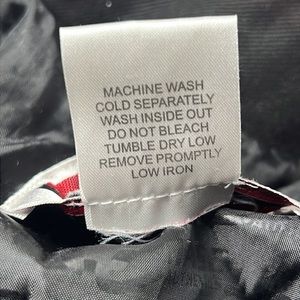 MACHINE WASH
COLD SEPARATELY
WASH INSIDE OUT
DO NOT BLEACH
TUMBLE DRY LOW
REMOVE PROMPTLY
LOW IRON